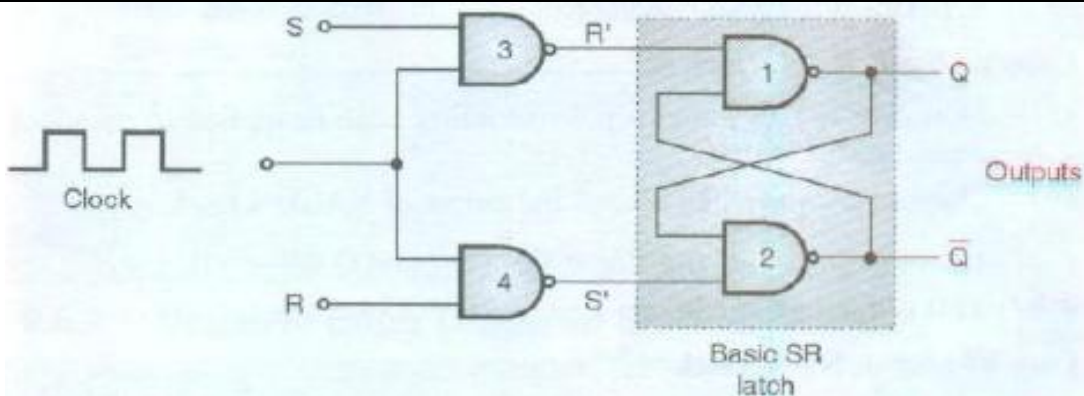 S
3
R'
1
Q
Clock
Outputs
4
R
S'
2
Q̅
Basic SR
latch